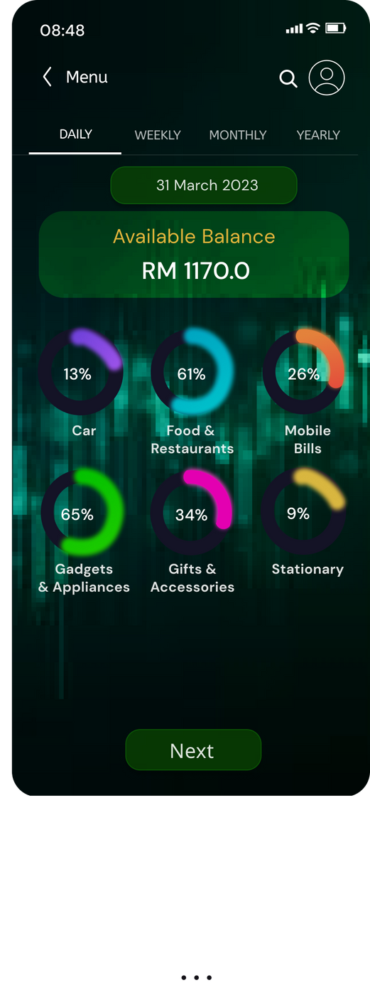 08:48
Menu
DAILY WEEKLY MONTHLY YEARLY
31 March 2023
Available Balance
RM 1170.0
13% 61% 26%
Car Food & Mobile
Restaurants Bills
65% 34% 9%
Gadgets Gifts & Stationary
& Appliances Accessories
Next